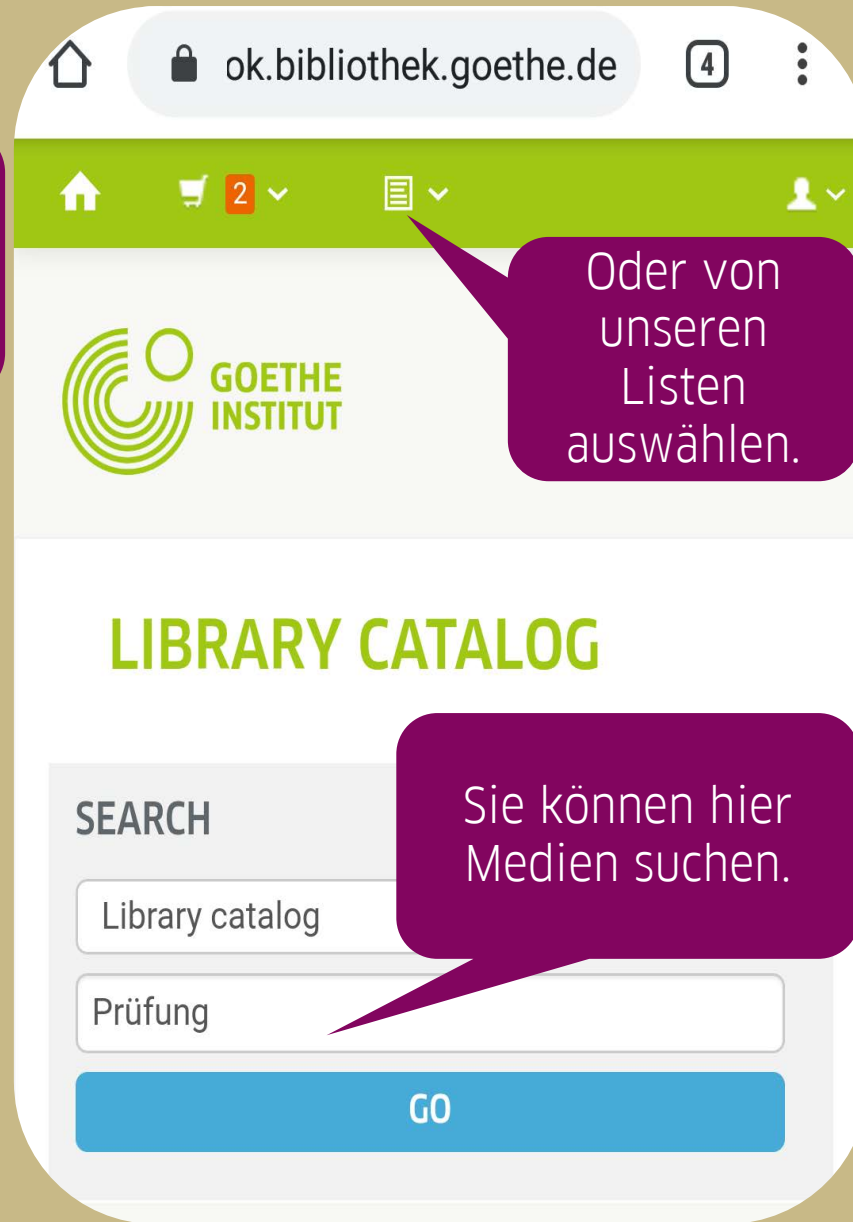 ok.bibliothek.goethe.de
4
2
Oder von
unseren
Listen
auswählen.
GOETHE
INSTITUT
LIBRARY CATALOG
SEARCH
Sie können hier
Medien suchen.
Library catalog
Prüfung
GO